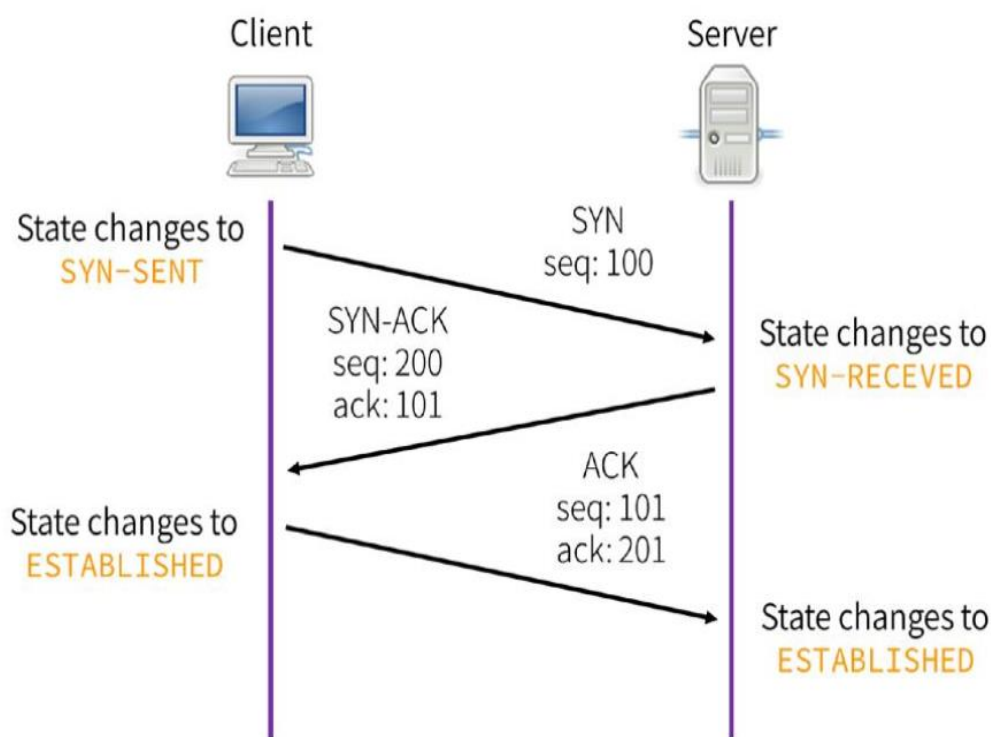 Client
Server
State changes to
SYN-SENT
SYN
seq: 100
SYN-ACK
seq: 200
ack: 101
State changes to
SYN-RECEVED
ACK
seq: 101
ack: 201
State changes to
ESTABLISHED
State changes to
ESTABLISHED